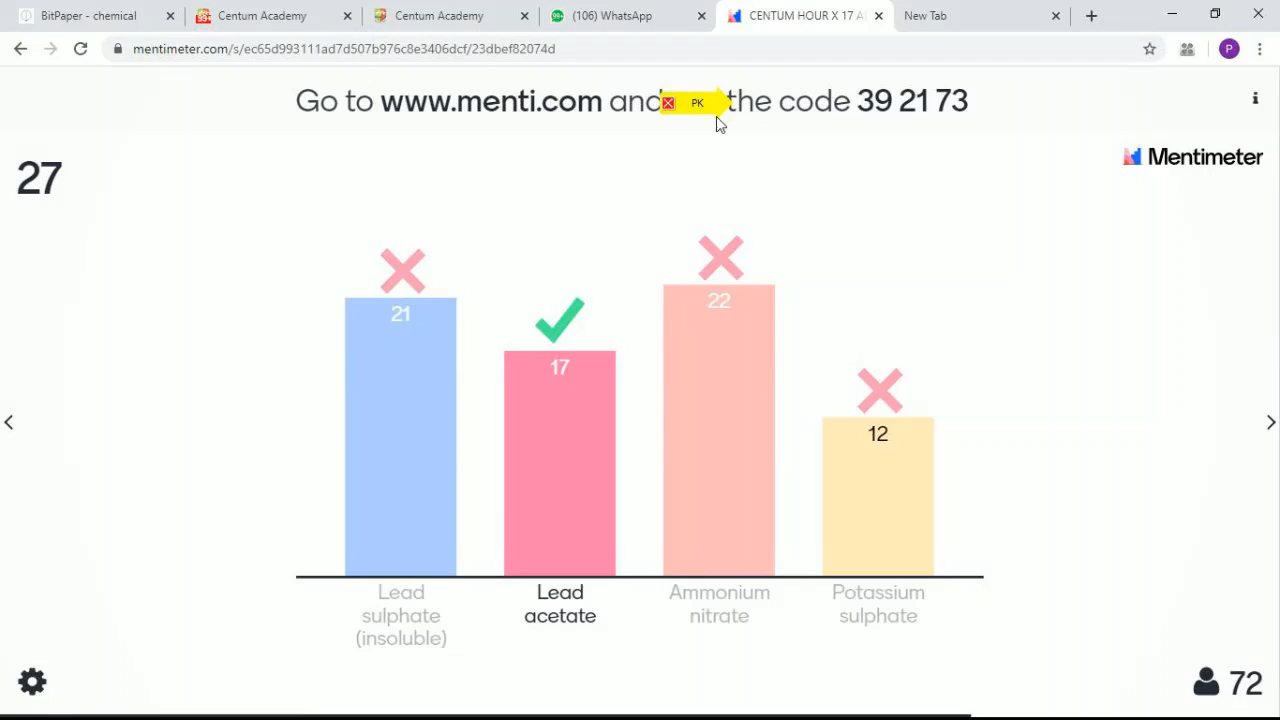 BitPaper - chemical
99+ Centum Academy
Centum Academy
99+ (106) WhatsApp
CENTUM HOUR X 17 A
New Tab
mentimeter.com/s/ec65d993111ad7d507b976c8e3406dcf/23dbef82074d
P
Go to www.menti.com and the code 39 21 73
PK
Mentimeter
27
21
17
22
12
Lead sulphate (insoluble)
Lead acetate
Ammonium nitrate
Potassium sulphate
72